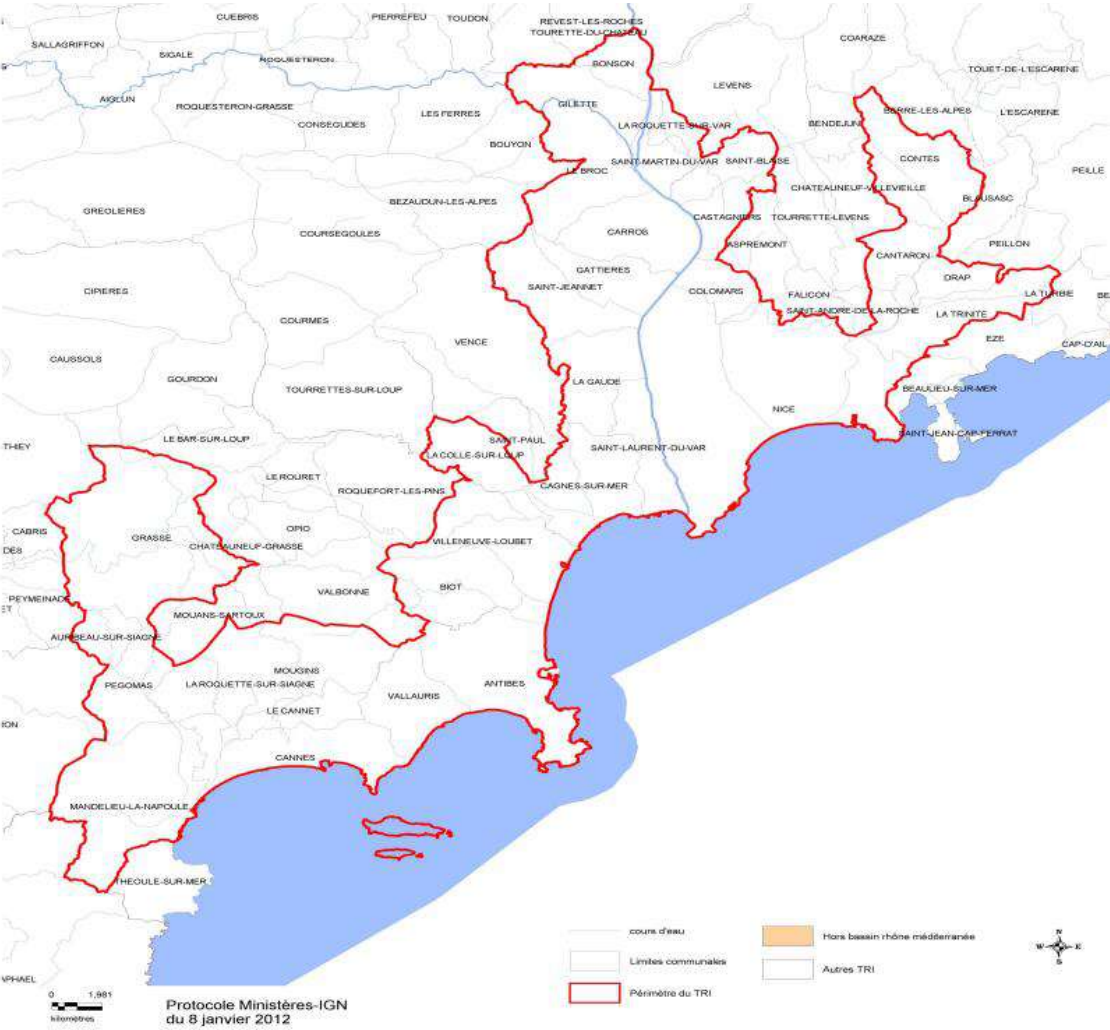 CUEBRIS
PIERREFEU
TOUDON
REVEST-LES-ROCHES
TOURETTE-DU-CHATEAU
COARAZE
SALLAGRIFFON
SIGALE
ROQUESTERON
BONSON
TOUET-DE-L'ESCARENE
LEVENS
AIGLUN
ROQUESTERON-GRASSE
GILETTE
LES FERRES
BERRE-LES-ALPES
L'ESCARENE
CONSEGUDES
LA ROQUETTE-SUR-VAR
BENDEJUN
BOUYON
SAINT-MARTIN-DU-VAR
SAINT-BLAISE
CONTES
LE BROC
PEILLE
CHATEAUNEUF-VILLEVIEILLE
BEZAUDUN-LES-ALPES
BLAUSASC
GREOLIERES
CASTAGNIERS
TOURRETTE-LEVENS
COURSEGOULES
CARROS
ASPREMONT
PEILLON
CANTARON
GATTIERES
DRAP
CIPIERES
SAINT-JEANNET
COLOMARS
FALICON
LA TURBIE
BE
SAINT-ANDRE-DE-LA-ROCHE
LA TRINITE
COURMES
EZE
VENCE
CAP-D'AIL
CAUSSOLS
GOURDON
LA GAUDE
TOURRETTES-SUR-LOUP
BEAULIEU-SUR-MER
NICE
SAINT-JEAN-CAP-FERRAT
THIEY
LE BAR-SUR-LOUP
SAINT-PAUL
SAINT-LAURENT-DU-VAR
LA COLLE-SUR-LOUP
LE ROURET
ROQUEFORT-LES-PINS
CAGNES-SUR-MER
CABRIS
OPIO
GRASSE
VILLENEUVE-LOUBET
CHATEAUNEUF-GRASSE
DES
BIOT
VALBONNE
PEYMEINADE
ET
MOUANS-SARTOUX
AURIBEAU-SUR-SIAGNE
MOUGINS
PEGOMAS
LA ROQUETTE-SUR-SIAGNE
ANTIBES
VALLAURIS
LE CANNET
ION
CANNES
MANDELIEU-LA-NAPOULE
THEOULE-SUR-MER
cours d'eau
Hors bassin rhône méditerranée
Limites communales
Autres TRI
Périmètre du TRI
N
W E
S
PHAEL
0 1,981
kilomètres
Protocole Ministères-IGN
du 8 janvier 2012